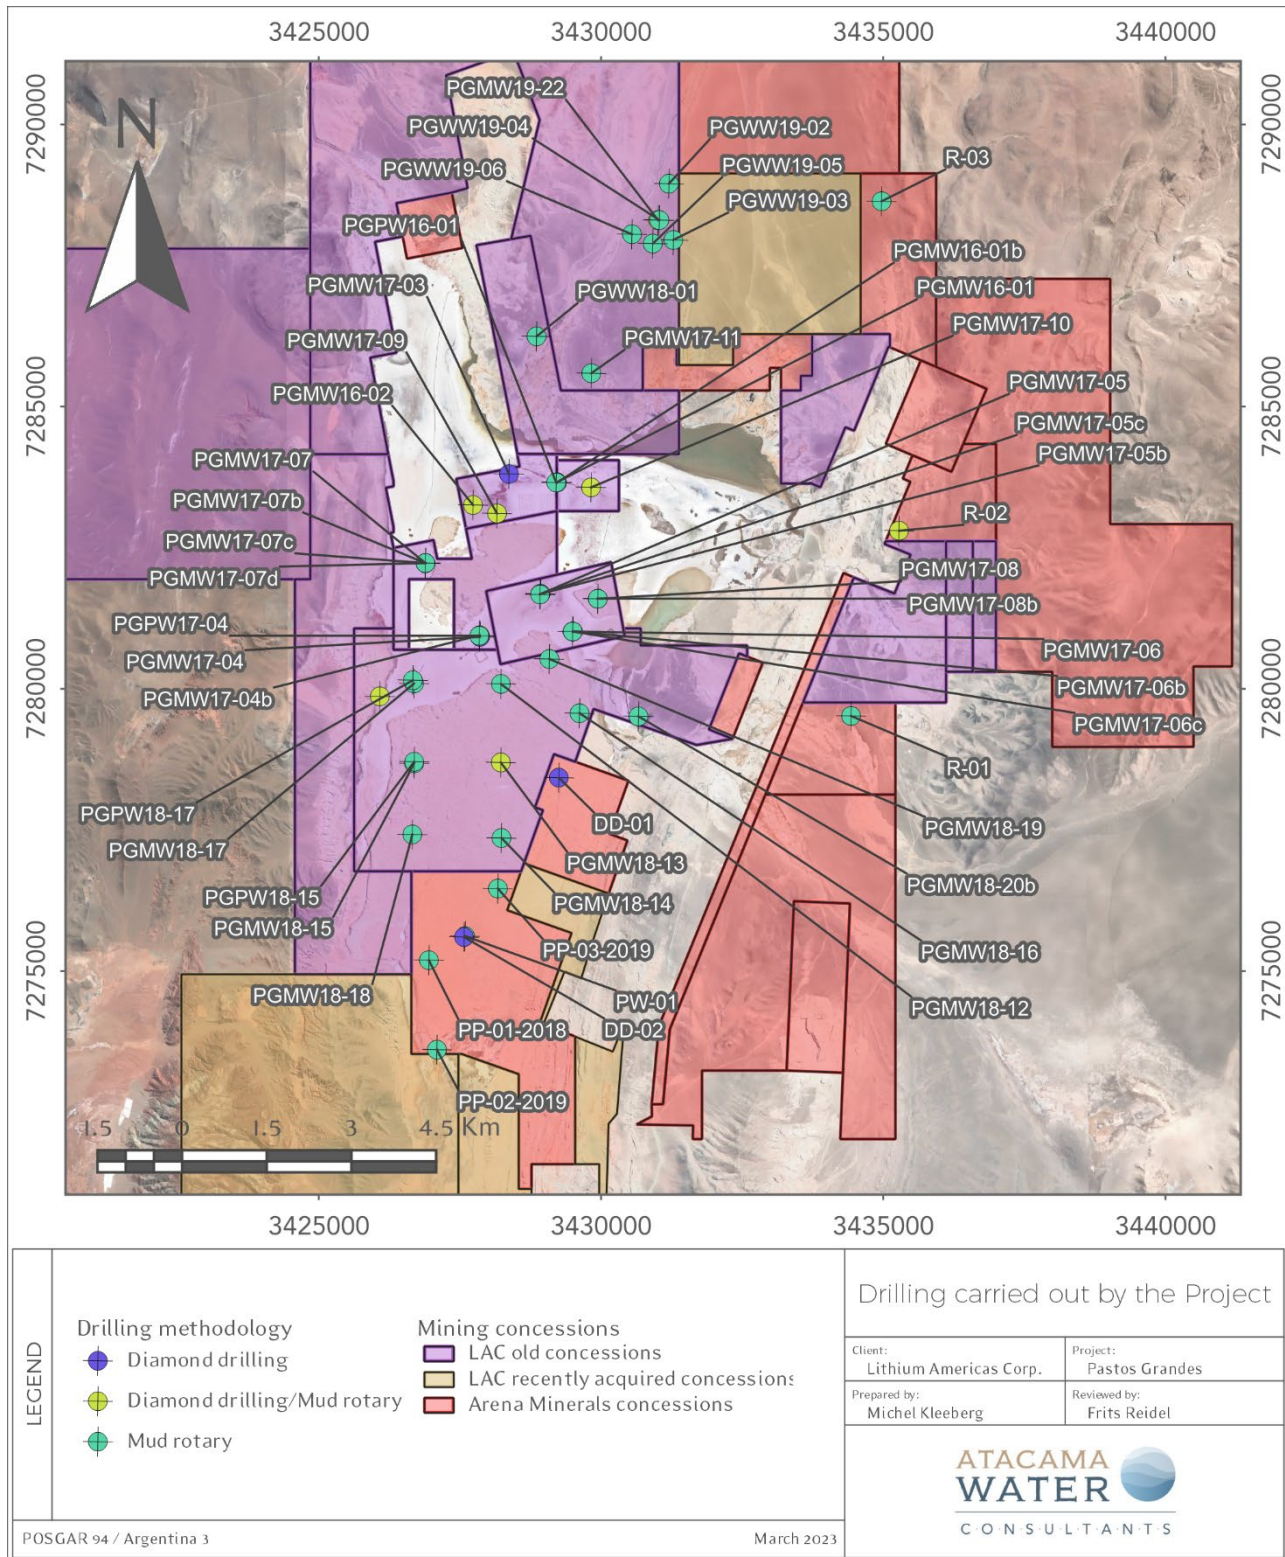 3425000 3430000 3435000 3440000
7290000
7285000
7280000
7275000
7290000
7285000
7280000
7275000
N
PGMW19-22
PGWW19-04
PGWW19-06
PGPW16-01
PGMW17-03
PGMW17-09
PGMW16-02
PGMW17-07
PGMW17-07b
PGMW17-07c
PGMW17-07d
PGPW17-04
PGMW17-04
PGMW17-04b
PGPW18-17
PGMW18-17
PGPW18-15
PGMW18-15
PGMW18-18
PGWW19-02
PGWW19-05
PGWW19-03
R-03
PGMW16-01b
PGMW16-01
PGMW17-10
PGWW18-01
PGMW17-11
PGMW17-05
PGMW17-05c
PGMW17-05b
R-02
PGMW17-08
PGMW17-08b
PGMW17-06
PGMW17-06b
PGMW17-06c
R-01
PGMW18-19
PGMW18-20b
PGMW18-16
PGMW18-12
DD-01
PGMW18-13
PGMW18-14
PP-03-2019
PW-01
DD-02
PP-01-2018
PP-02-2019
1.5 0 1.5 3 4.5 Km
3425000 3430000 3435000 3440000
LEGEND
Drilling methodology
Diamond drilling
Diamond drilling/Mud rotary
Mud rotary
Mining concessions
LAC old concessions
LAC recently acquired concessions
Arena Minerals concessions
Drilling carried out by the Project
Client:
Lithium Americas Corp.
Project:
Pastos Grandes
Prepared by:
Michel Kleeberg
Reviewed by:
Frits Reidel
ATACAMA
WATER
C·O·N·S·U·L·T·A·N·T·S
POSGAR 94 / Argentina 3
March 2023